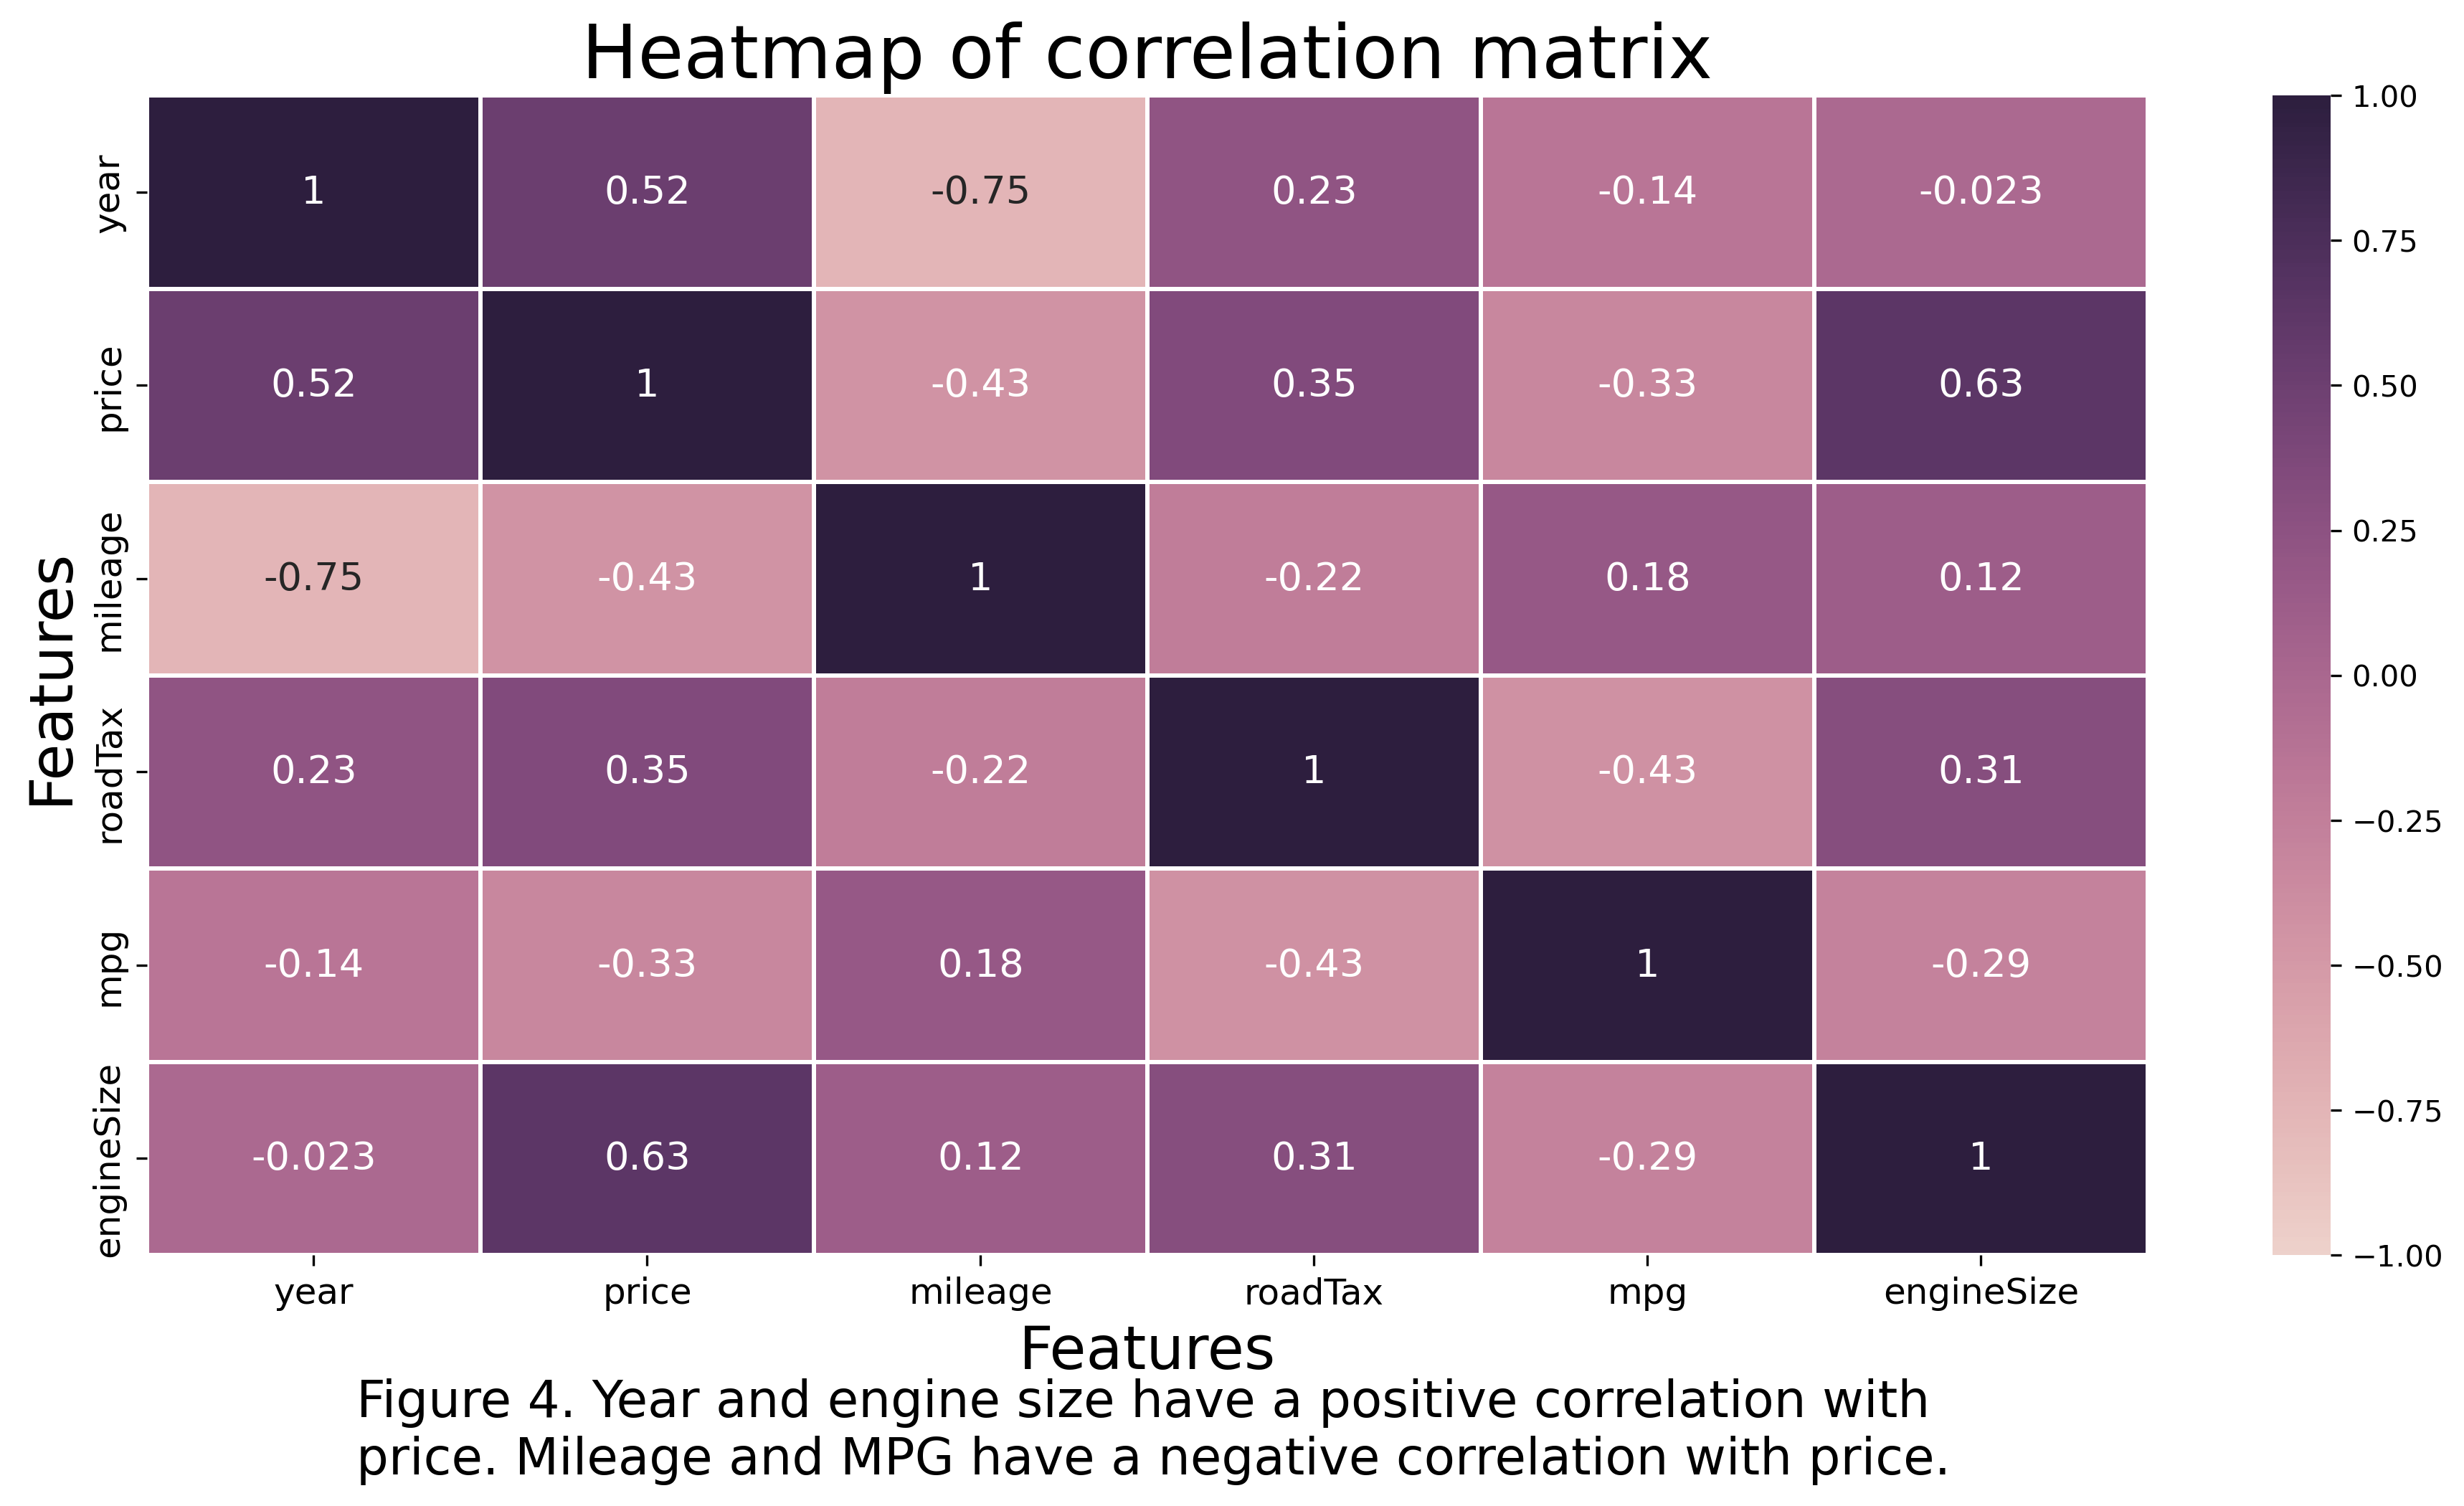 Heatmap of correlation matrix
year 1 0.52 -0.75 0.23 -0.14 -0.023
price 0.52 1 -0.43 0.35 -0.33 0.63
mileage -0.75 -0.43 1 -0.22 0.18 0.12
roadTax 0.23 0.35 -0.22 1 -0.43 0.31
mpg -0.14 -0.33 0.18 -0.43 1 -0.29
engineSize -0.023 0.63 0.12 0.31 -0.29 1
Features
year price mileage roadTax mpg engineSize
Features
1.00
0.75
0.50
0.25
0.00
−0.25
−0.50
−0.75
−1.00
Figure 4. Year and engine size have a positive correlation with
price. Mileage and MPG have a negative correlation with price.